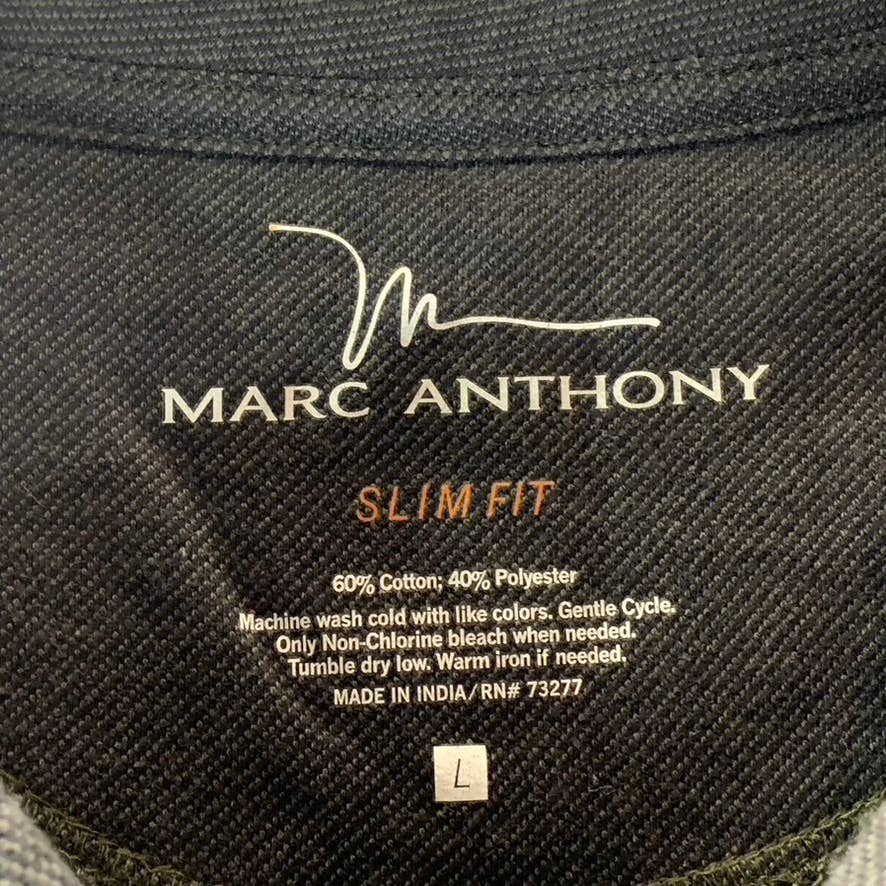 M
MARC ANTHONY
SLIM FIT
60% Cotton; 40% Polyester
Machine wash cold with like colors. Gentle Cycle.
Only Non-Chlorine bleach when needed.
Tumble dry low. Warm iron if needed.
MADE IN INDIA/RN# 73277
L